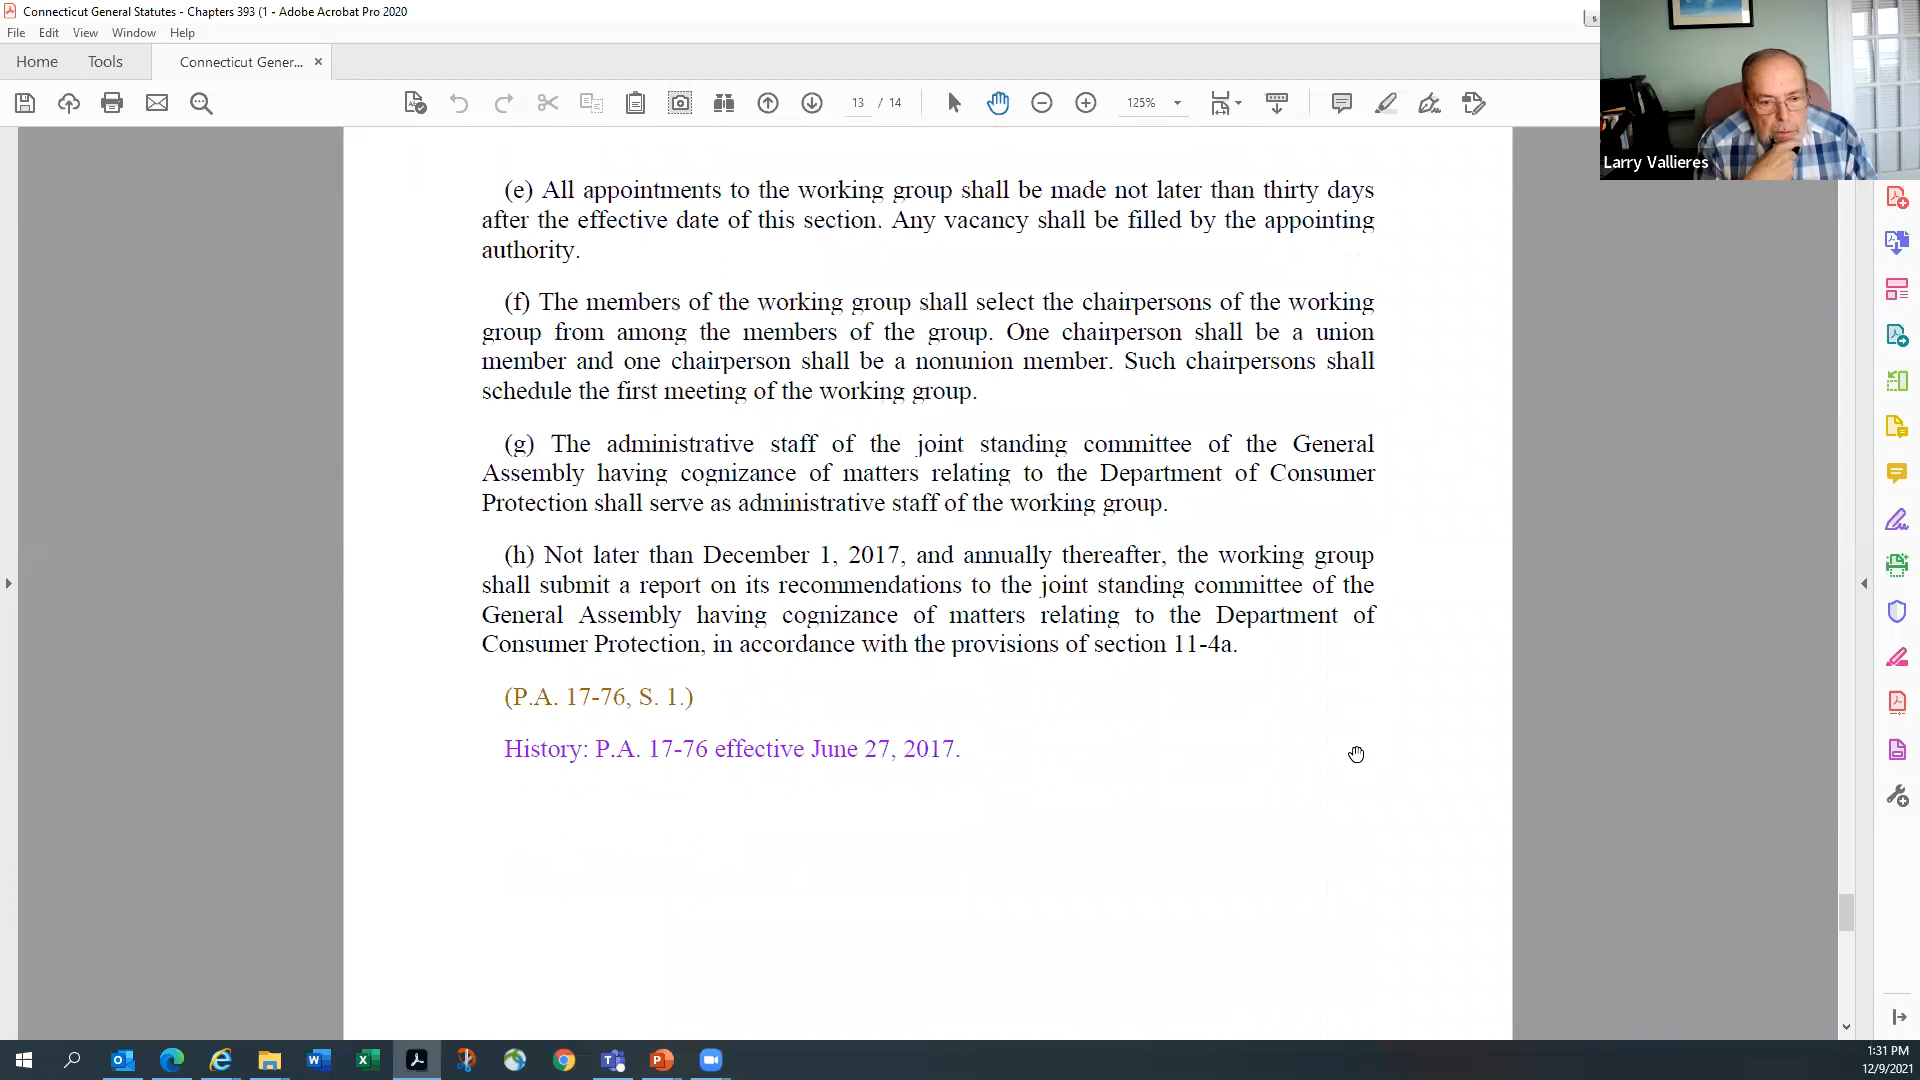 Connecticut General Statutes - Chapters 393 (1 - Adobe Acrobat Pro 2020
File Edit View Window Help
Home Tools Connecticut Gener... ×
13 / 14 125%
Larry Vallieres
(e) All appointments to the working group shall be made not later than thirty days
after the effective date of this section. Any vacancy shall be filled by the appointing
authority.
(f) The members of the working group shall select the chairpersons of the working
group from among the members of the group. One chairperson shall be a union
member and one chairperson shall be a nonunion member. Such chairpersons shall
schedule the first meeting of the working group.
(g) The administrative staff of the joint standing committee of the General
Assembly having cognizance of matters relating to the Department of Consumer
Protection shall serve as administrative staff of the working group.
(h) Not later than December 1, 2017, and annually thereafter, the working group
shall submit a report on its recommendations to the joint standing committee of the
General Assembly having cognizance of matters relating to the Department of
Consumer Protection, in accordance with the provisions of section 11-4a.
(P.A. 17-76, S. 1.)
History: P.A. 17-76 effective June 27, 2017.
1:31 PM
12/9/2021